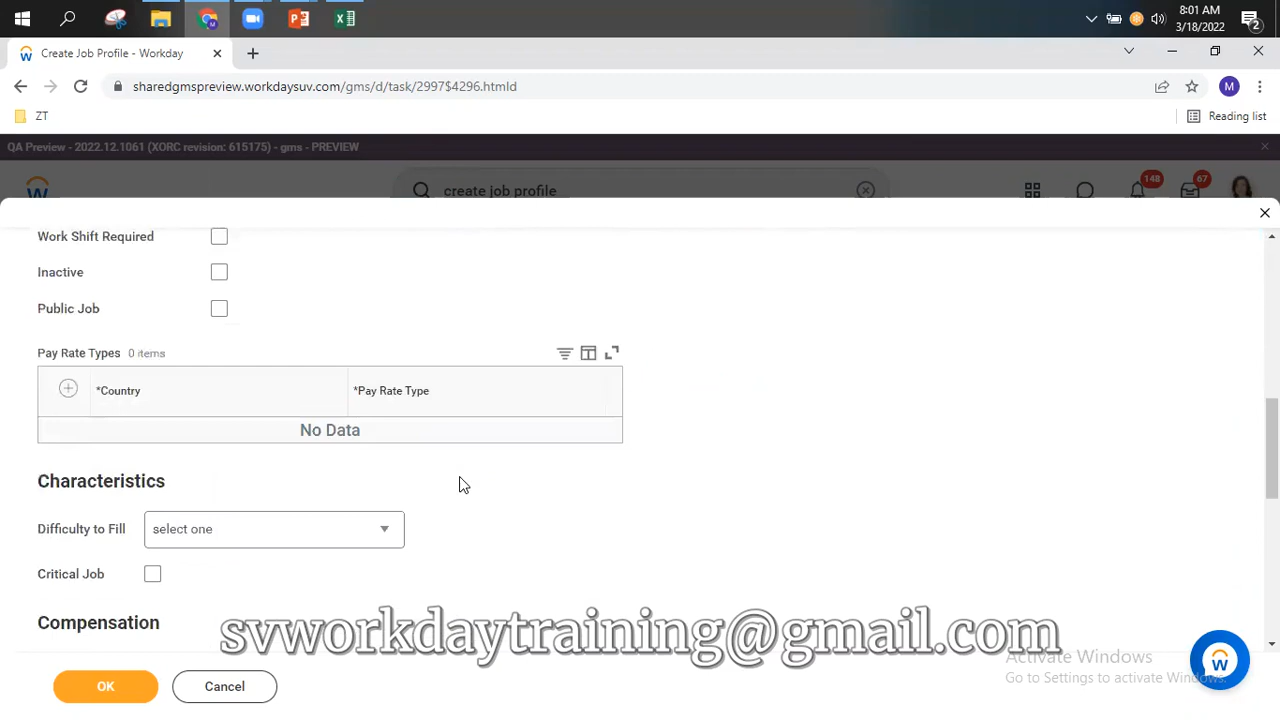 8:01 AM
3/18/2022
2
Create Job Profile - Workday
sharedgmspreview.workdaysuv.com/gms/d/task/2997$4296.htmld
M
ZT
Reading list
QA Preview - 2022.12.1061 (XORC revision: 615175) - gms - PREVIEW
create job profile
148
67
Work Shift Required
Inactive
Public Job
Pay Rate Types 0 items
*Country
*Pay Rate Type
No Data
Characteristics
Difficulty to Fill
select one
Critical Job
Compensation
svworkdaytraining@gmail.com
Activate Windows
Go to Settings to activate Windows.
OK
Cancel